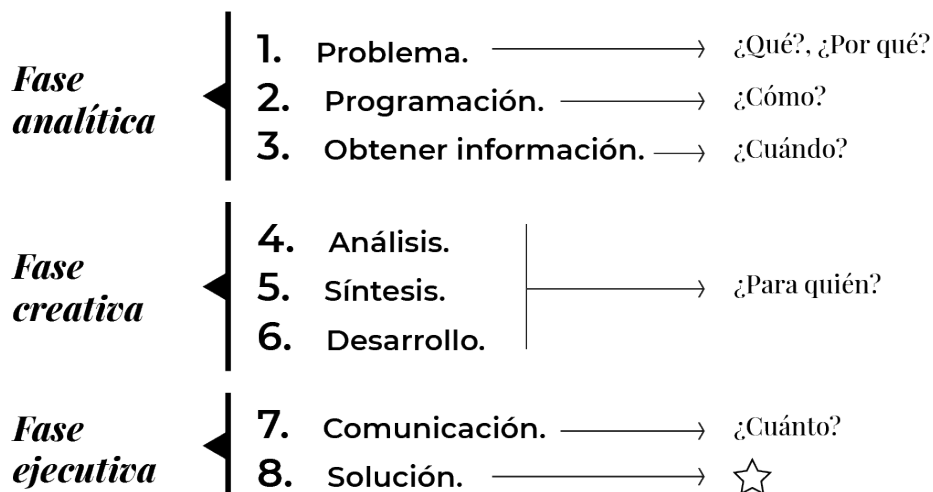 Fase
analítica
1. Problema.
¿Qué?, ¿Por qué?
2. Programación.
¿Cómo?
3. Obtener información.
¿Cuándo?
Fase
creativa
4. Análisis.
5. Síntesis.
6. Desarrollo.
¿Para quién?
Fase
ejecutiva
7. Comunicación.
¿Cuánto?
8. Solución.